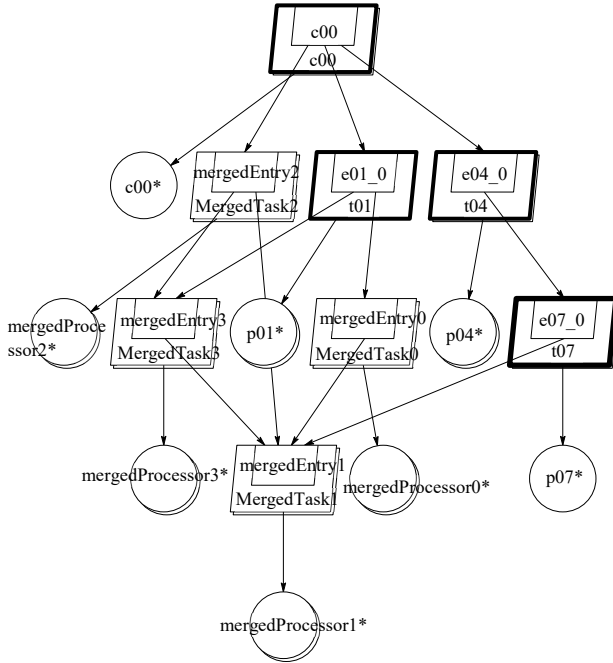 c00
c00
c00*
mergedEntry2
MergedTask2
e01_0
t01
e04_0
t04
mergedProce
ssor2*
mergedEntry3
MergedTask3
p01*
mergedEntry0
MergedTask0
p04*
e07_0
t07
mergedProcessor3*
mergedEntry1
MergedTask1
mergedProcessor0*
p07*
mergedProcessor1*